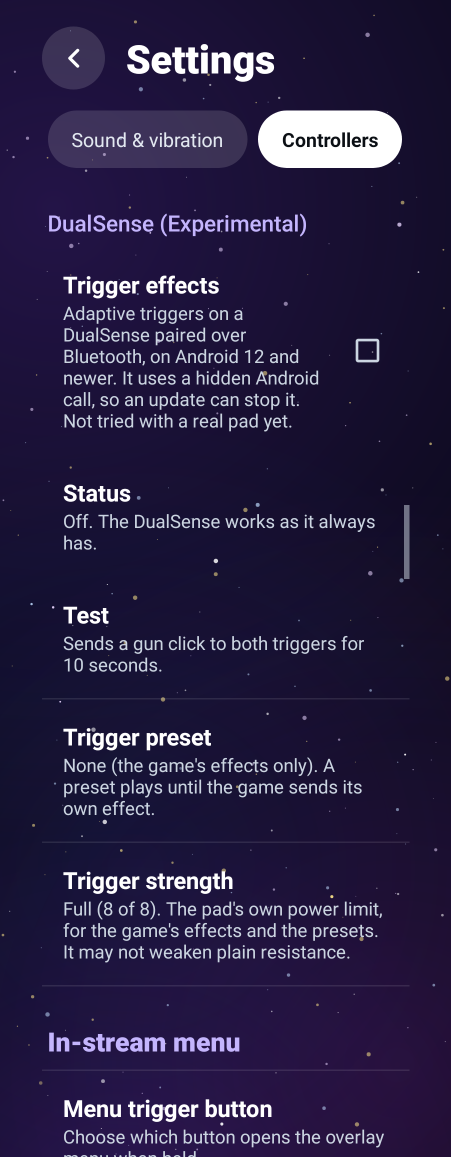 Settings
Sound & vibration
Controllers
DualSense (Experimental)
Trigger effects
Adaptive triggers on a
DualSense paired over
Bluetooth, on Android 12 and
newer. It uses a hidden Android
call, so an update can stop it.
Not tried with a real pad yet.
Status
Off. The DualSense works as it always
has.
Test
Sends a gun click to both triggers for
10 seconds.
Trigger preset
None (the game's effects only). A
preset plays until the game sends its
own effect.
Trigger strength
Full (8 of 8). The pad's own power limit,
for the game's effects and the presets.
It may not weaken plain resistance.
In-stream menu
Menu trigger button
Choose which button opens the overlay
menu when held